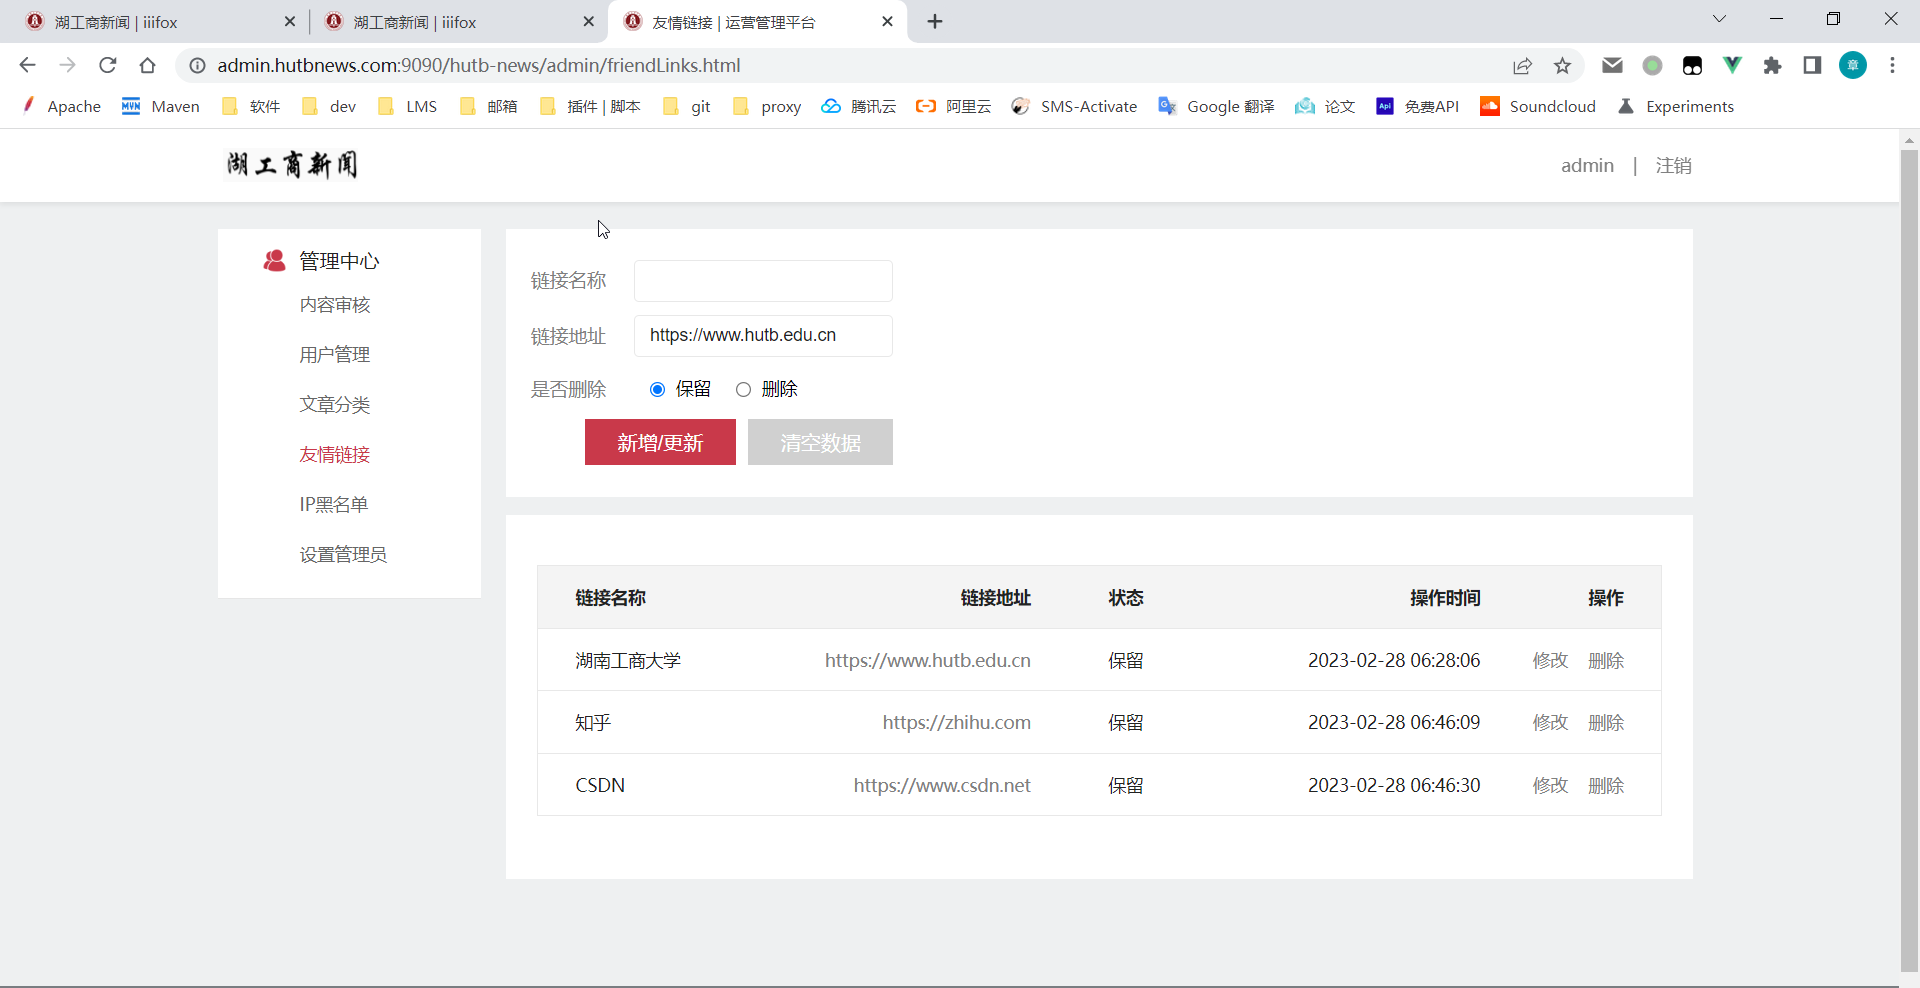 湖工商新闻 | iiifox
湖工商新闻 | iiifox
友情链接 | 运营管理平台
admin.hutbnews.com:9090/hutb-news/admin/friendLinks.html
章
Apache
Maven
软件
dev
LMS
邮箱
插件 | 脚本
git
proxy
腾讯云
阿里云
SMS-Activate
Google 翻译
论文
免费API
Soundcloud
Experiments
湖工商新闻
admin | 注销
管理中心
内容审核
用户管理
文章分类
友情链接
IP黑名单
设置管理员
链接名称
链接地址 https://www.hutb.edu.cn
是否删除 保留 删除
新增/更新 清空数据
链接名称 链接地址 状态 操作时间 操作
湖南工商大学 https://www.hutb.edu.cn 保留 2023-02-28 06:28:06 修改 删除
知乎 https://zhihu.com 保留 2023-02-28 06:46:09 修改 删除
CSDN https://www.csdn.net 保留 2023-02-28 06:46:30 修改 删除